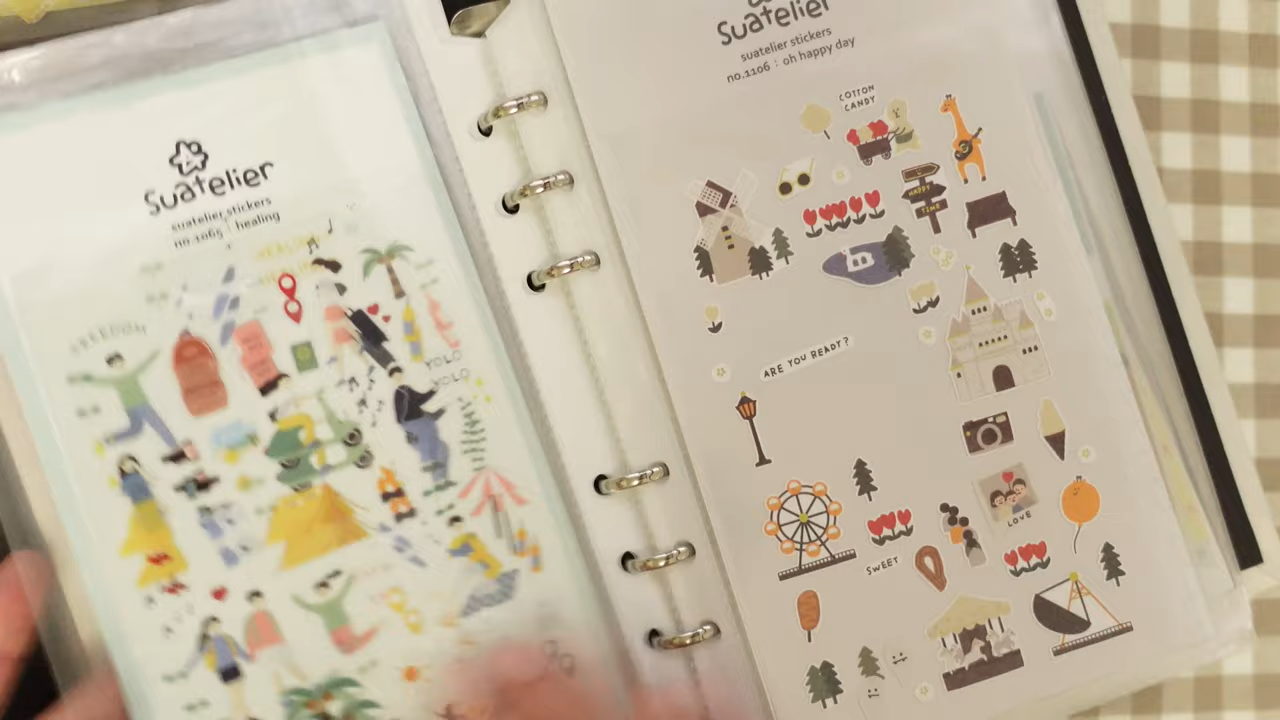 Suatelier
suatelier stickers
no.1065 : healing
FREEDOM
YOLO
YOLO
Suatelier
suatelier stickers
no.1106 : oh happy day
COTTON
CANDY
HAPPY
TIME
ARE YOU READY?
LOVE
SWEET